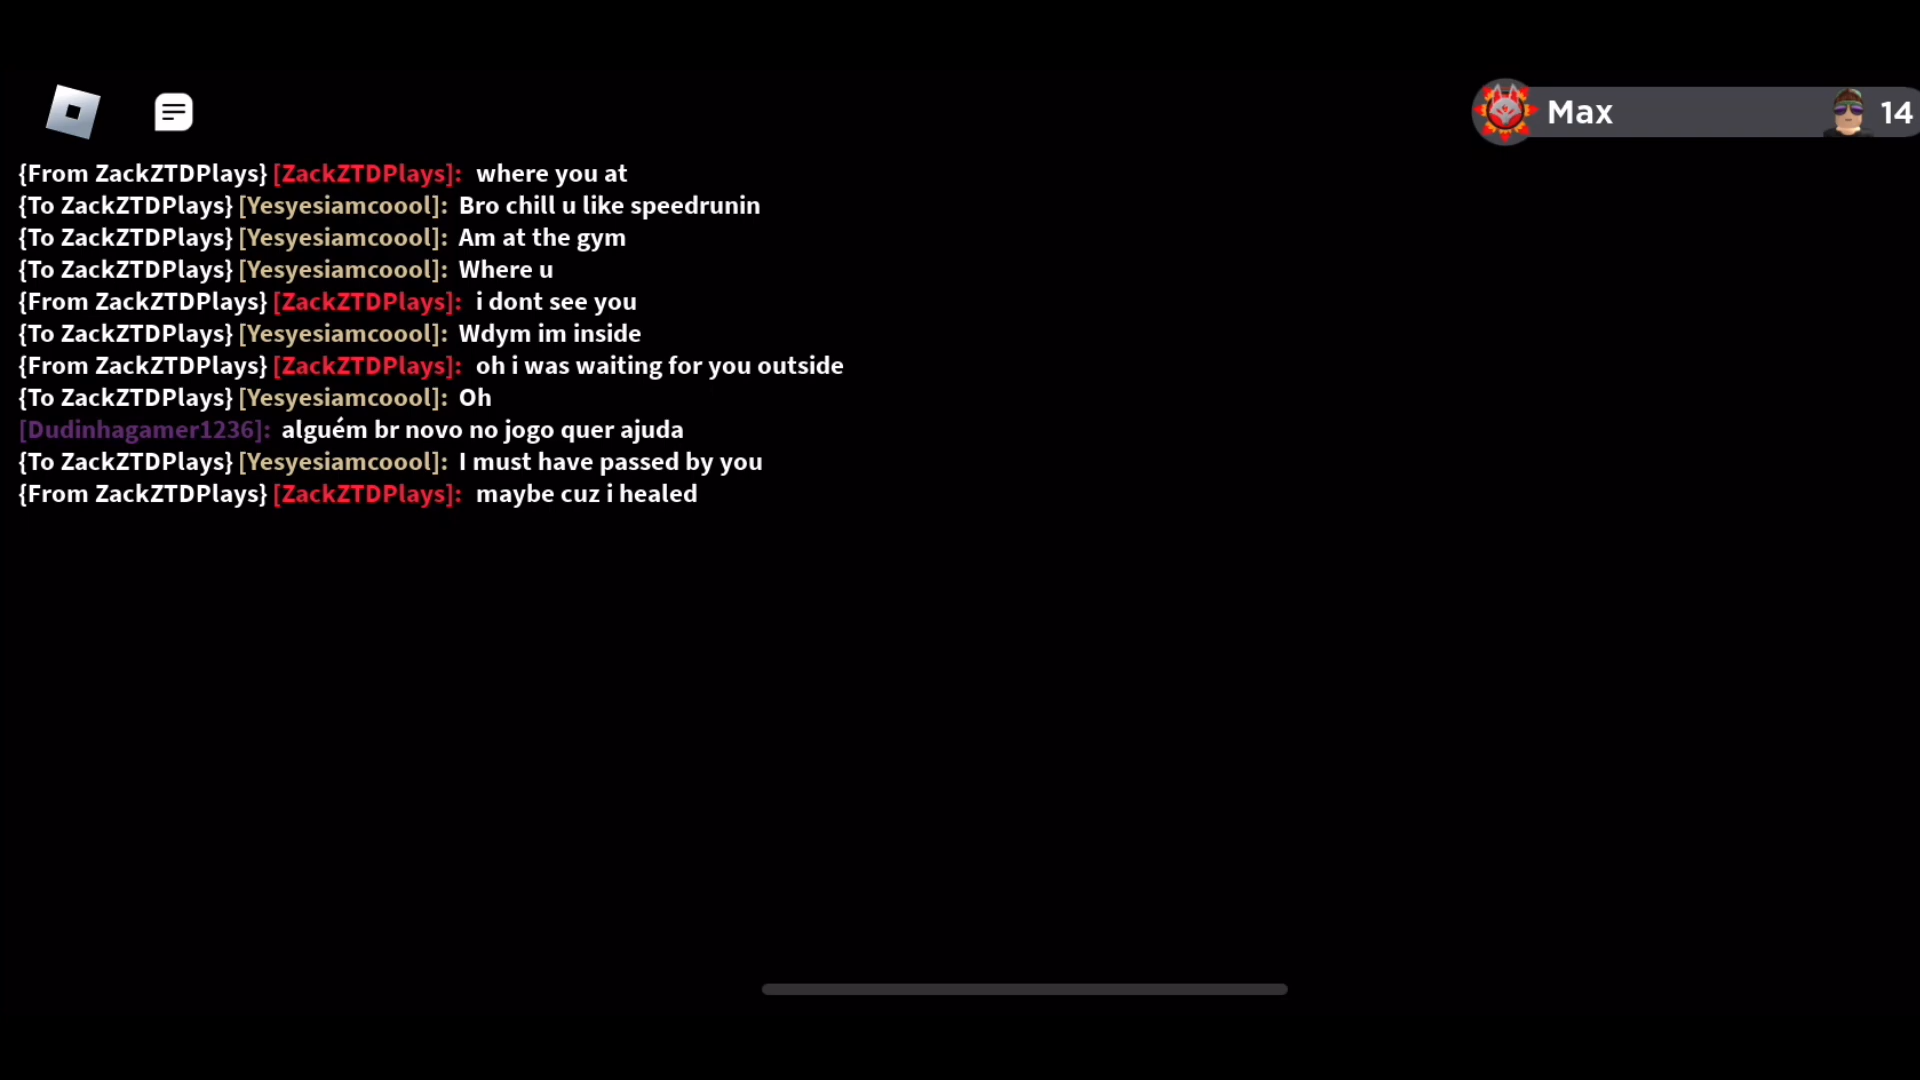 Max 14
{From ZackZTDPlays} [ZackZTDPlays]: where you at
{To ZackZTDPlays} [Yesyesiamcoool]: Bro chill u like speedrunin
{To ZackZTDPlays} [Yesyesiamcoool]: Am at the gym
{To ZackZTDPlays} [Yesyesiamcoool]: Where u
{From ZackZTDPlays} [ZackZTDPlays]: i dont see you
{To ZackZTDPlays} [Yesyesiamcoool]: Wdym im inside
{From ZackZTDPlays} [ZackZTDPlays]: oh i was waiting for you outside
{To ZackZTDPlays} [Yesyesiamcoool]: Oh
[Dudinhagamer1236]: alguém br novo no jogo quer ajuda
{To ZackZTDPlays} [Yesyesiamcoool]: I must have passed by you
{From ZackZTDPlays} [ZackZTDPlays]: maybe cuz i healed